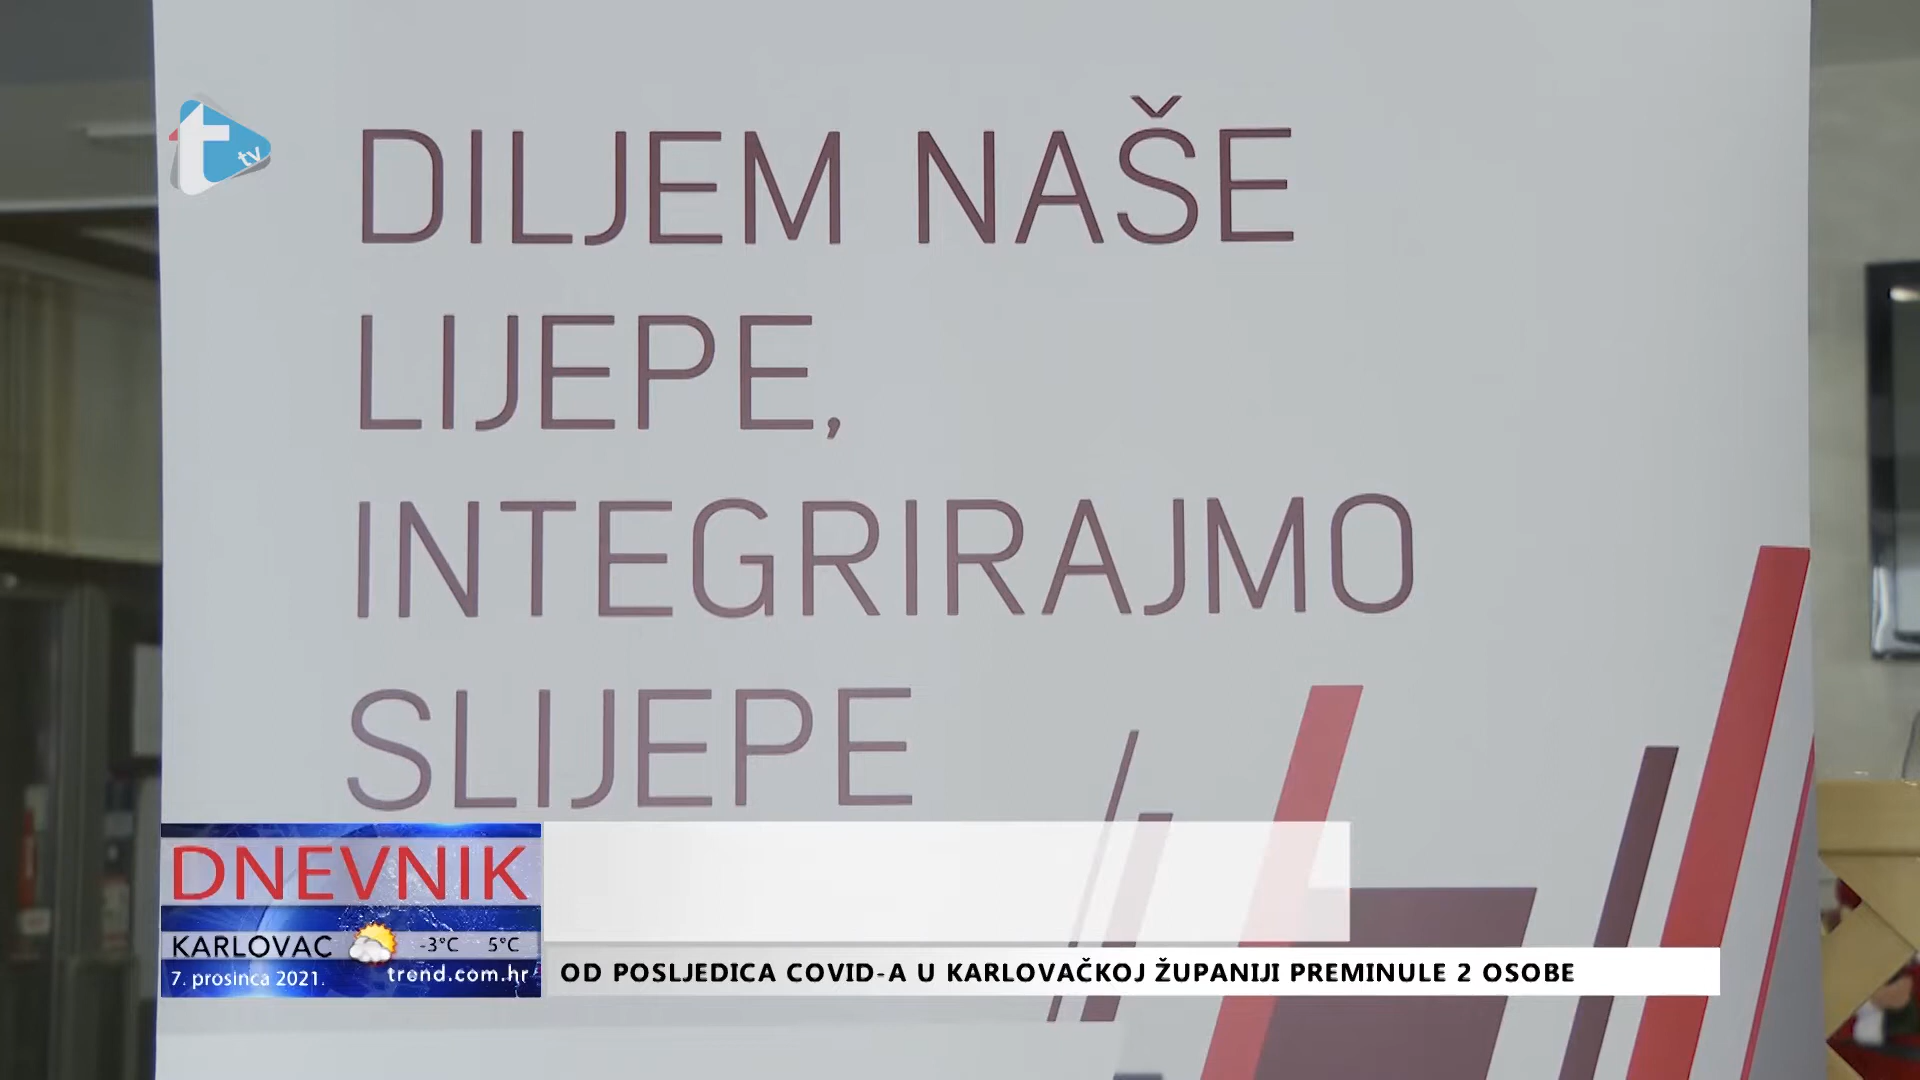 t
tv
DILJEM NAŠE
LIJEPE,
INTEGRIRAJMO
SLIJEPE
DNEVNIK
KARLOVAC -3°C 5°C
7. prosinca 2021. trend.com.hr
OD POSLJEDICA COVID-A U KARLOVAČKOJ ŽUPANIJI PREMINULE 2 OSOBE